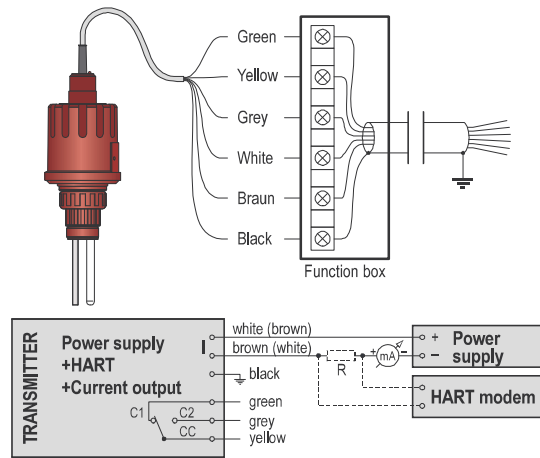 Green
Yellow
Grey
White
Braun
Black
Function box
TRANSMITTER
Power supply
+HART
+Current output
I
white (brown)
brown (white)
black
green
grey
yellow
C1
C2
CC
R
+ mA −
+ Power
− supply
HART modem